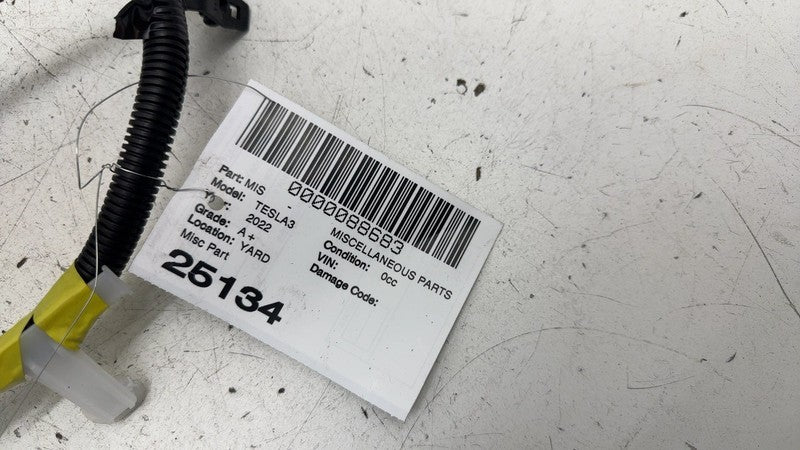 0000088683
Part: MIS - MISCELLANEOUS PARTS
Model: TESLA3 Condition: 0cc
2022 VIN:
Grade: A+ Damage Code:
Location: YARD
Misc Part
25134